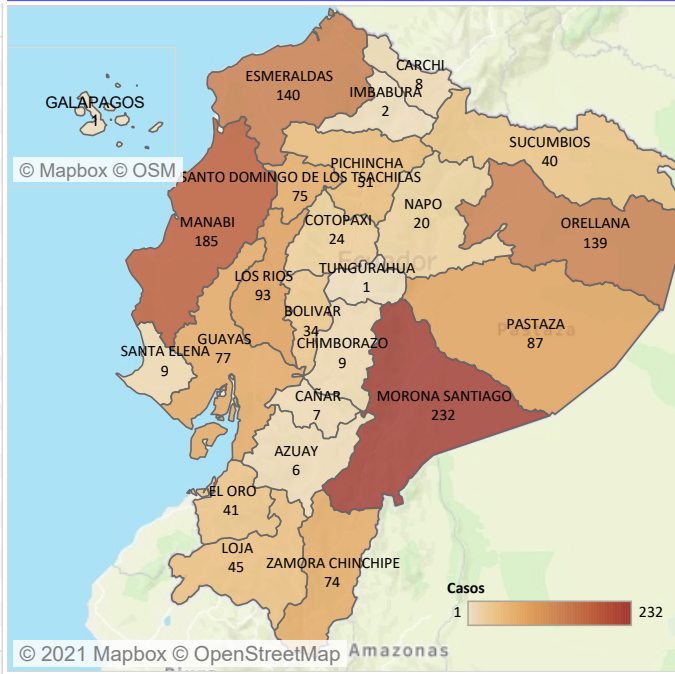 CARCHI
8
ESMERALDAS
140
IMBABURA
2
GALAPAGOS
1
SUCUMBIOS
40
© Mapbox © OSM
PICHINCHA
51
SANTO DOMINGO DE LOS TSACHILAS
75
NAPO
20
MANABI
185
COTOPAXI
24
ORELLANA
139
Ecuador
TUNGURAHUA
1
LOS RIOS
93
BOLIVAR
34
PASTAZA
87
Pastaza
GUAYAS
77
CHIMBORAZO
9
SANTA ELENA
9
CAÑAR
7
MORONA SANTIAGO
232
AZUAY
6
EL ORO
41
LOJA
45
ZAMORA CHINCHIPE
74
Casos
1
232
© 2021 Mapbox © OpenStreetMap
Amazonas